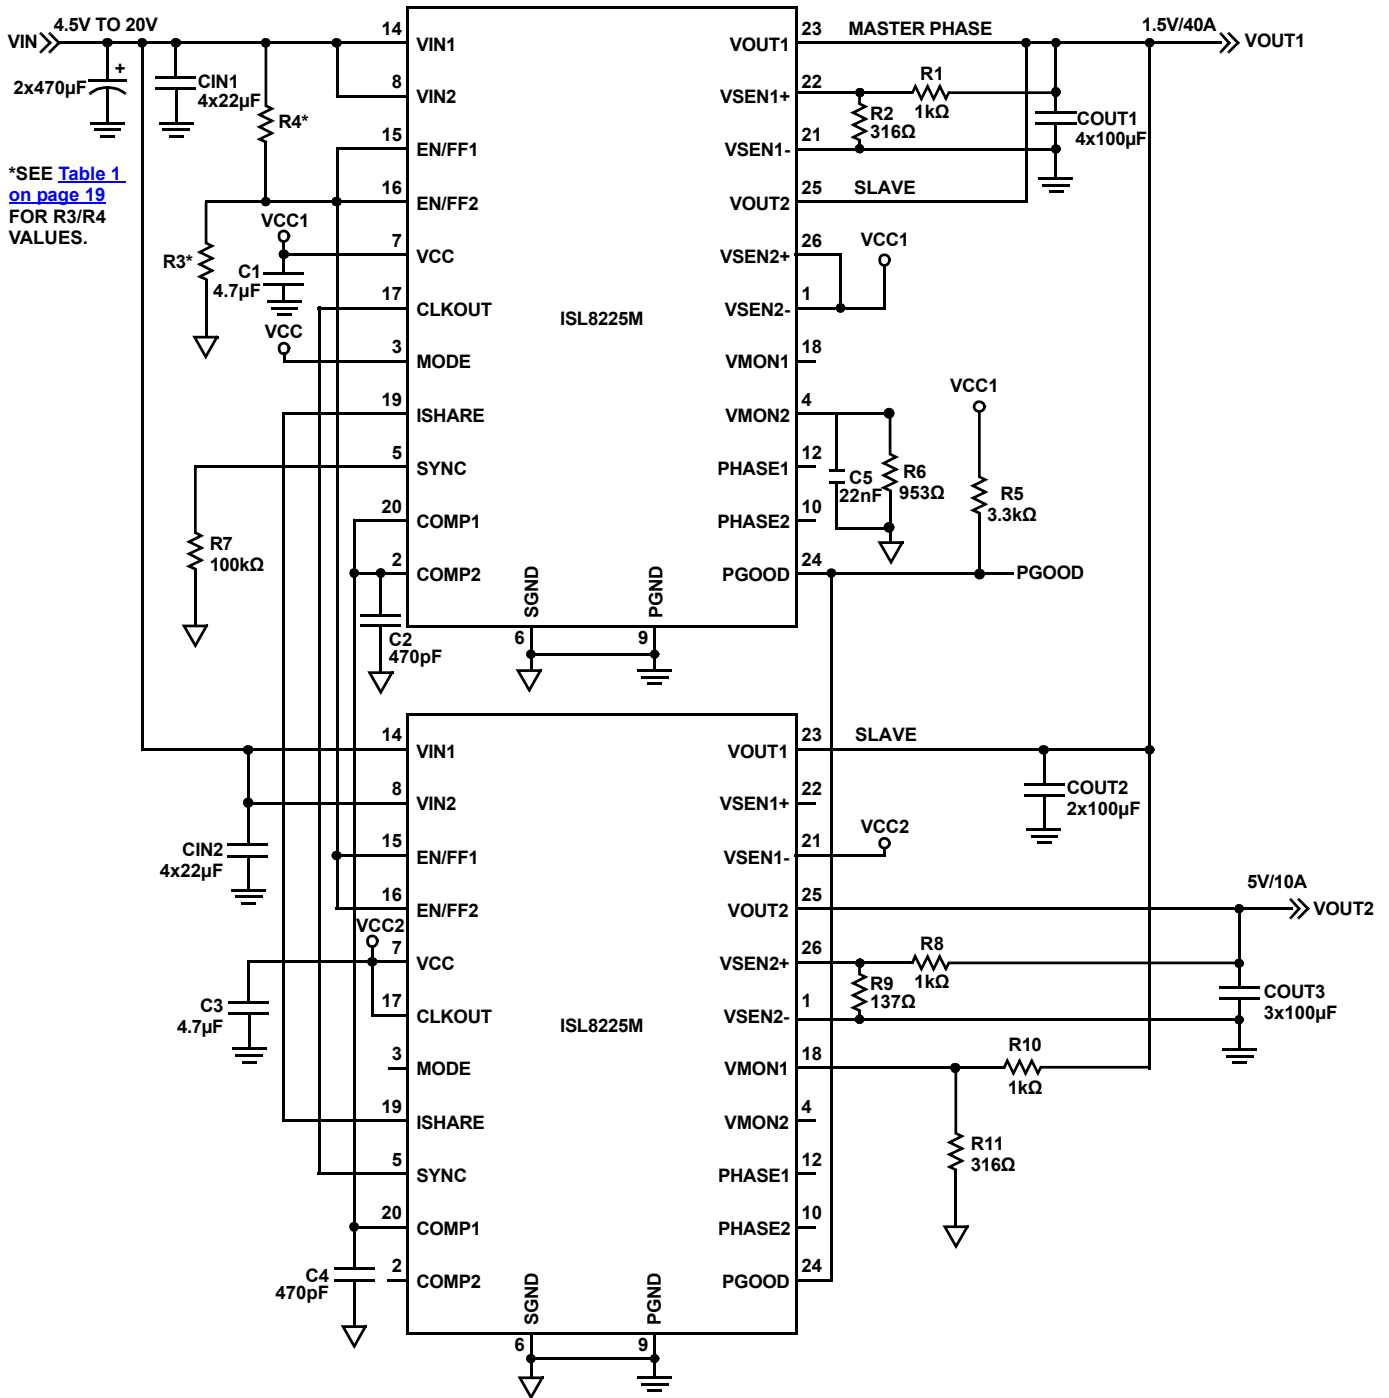 4.5V TO 20V
VIN
2x470µF
+
CIN1
4x22µF
R4*
*SEE Table 1
on page 19
FOR R3/R4
VALUES.
R3*
VCC1
C1
4.7µF
VCC
R7
100kΩ
C2
470pF
14
VIN1
8
VIN2
15
EN/FF1
16
EN/FF2
7
VCC
17
CLKOUT
3
MODE
19
ISHARE
5
SYNC
20
COMP1
2
COMP2
ISL8225M
SGND
6
PGND
9
VOUT1
23
MASTER PHASE
1.5V/40A
VOUT1
VSEN1+
22
R1
1kΩ
R2
316Ω
VSEN1-
21
COUT1
4x100µF
VOUT2
25
SLAVE
VSEN2+
26
VCC1
VSEN2-
1
VMON1
18
VMON2
4
C5
22nF
R6
953Ω
VCC1
R5
3.3kΩ
PHASE1
12
PHASE2
10
PGOOD
24
PGOOD
14
VIN1
8
VIN2
CIN2
4x22µF
15
EN/FF1
16
EN/FF2
VCC2
7
VCC
C3
4.7µF
17
CLKOUT
3
MODE
19
ISHARE
5
SYNC
20
COMP1
C4
470pF
2
COMP2
ISL8225M
SGND
6
PGND
9
VOUT1
23
SLAVE
COUT2
2x100µF
VSEN1+
22
VSEN1-
21
VCC2
VOUT2
25
5V/10A
VOUT2
VSEN2+
26
R8
1kΩ
R9
137Ω
VSEN2-
1
COUT3
3x100µF
VMON1
18
R10
1kΩ
VMON2
4
R11
316Ω
PHASE1
12
PHASE2
10
PGOOD
24